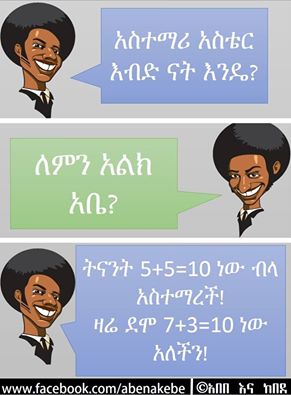 አስተማሪ አስቴር
እብድ ናት እንዴ?
ለምን አልክ
አቤ?
ትናንት 5+5=10 ነው ብላ
አስተማረች!
ዛሬ ደሞ 7+3=10 ነው
አለችን!
www.facebook.com/abenakebe | ©አበበ እና ከበደ